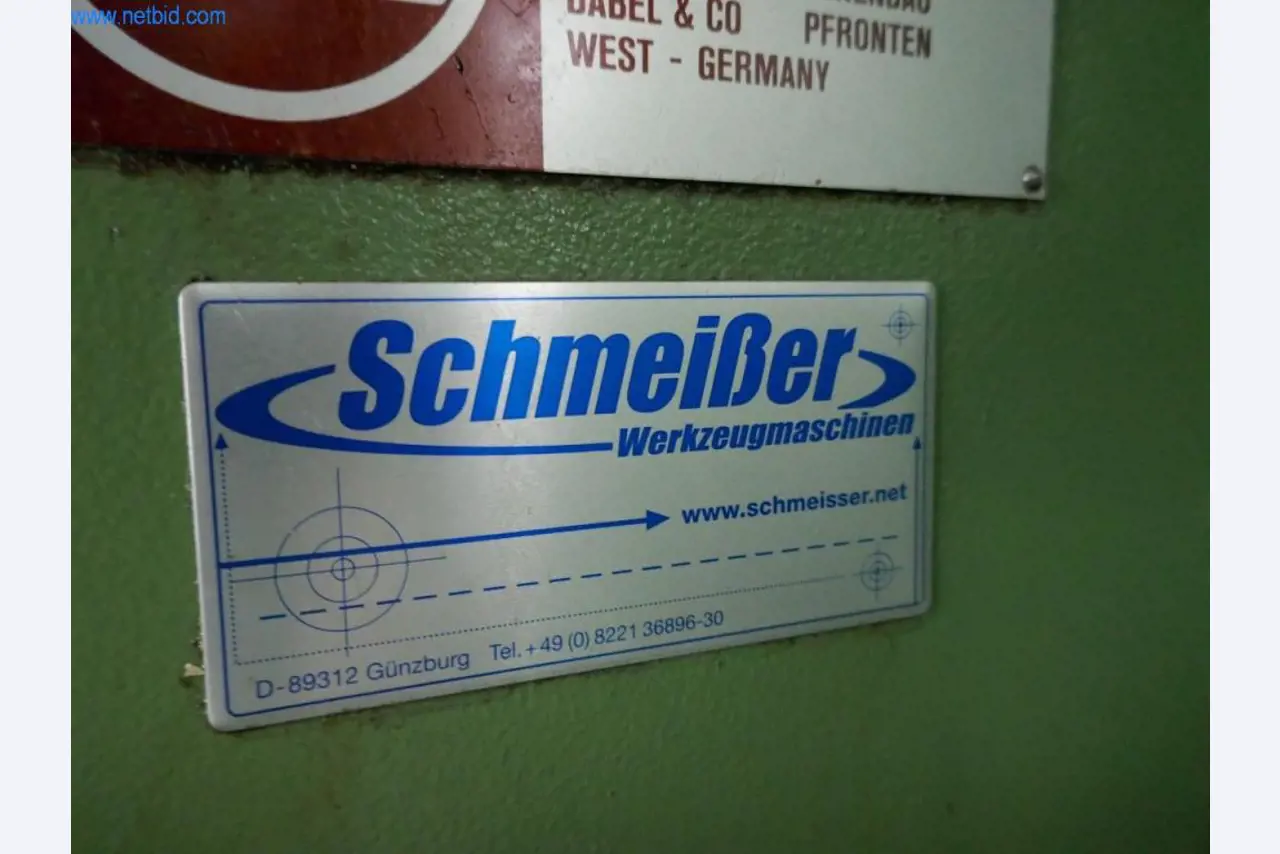 www.netbid.com
BABEL & CO PFRONTEN
WEST - GERMANY
Schmeißer
Werkzeugmaschinen
www.schmeisser.net
D-89312 Günzburg Tel. +49 (0) 8221 36896-30